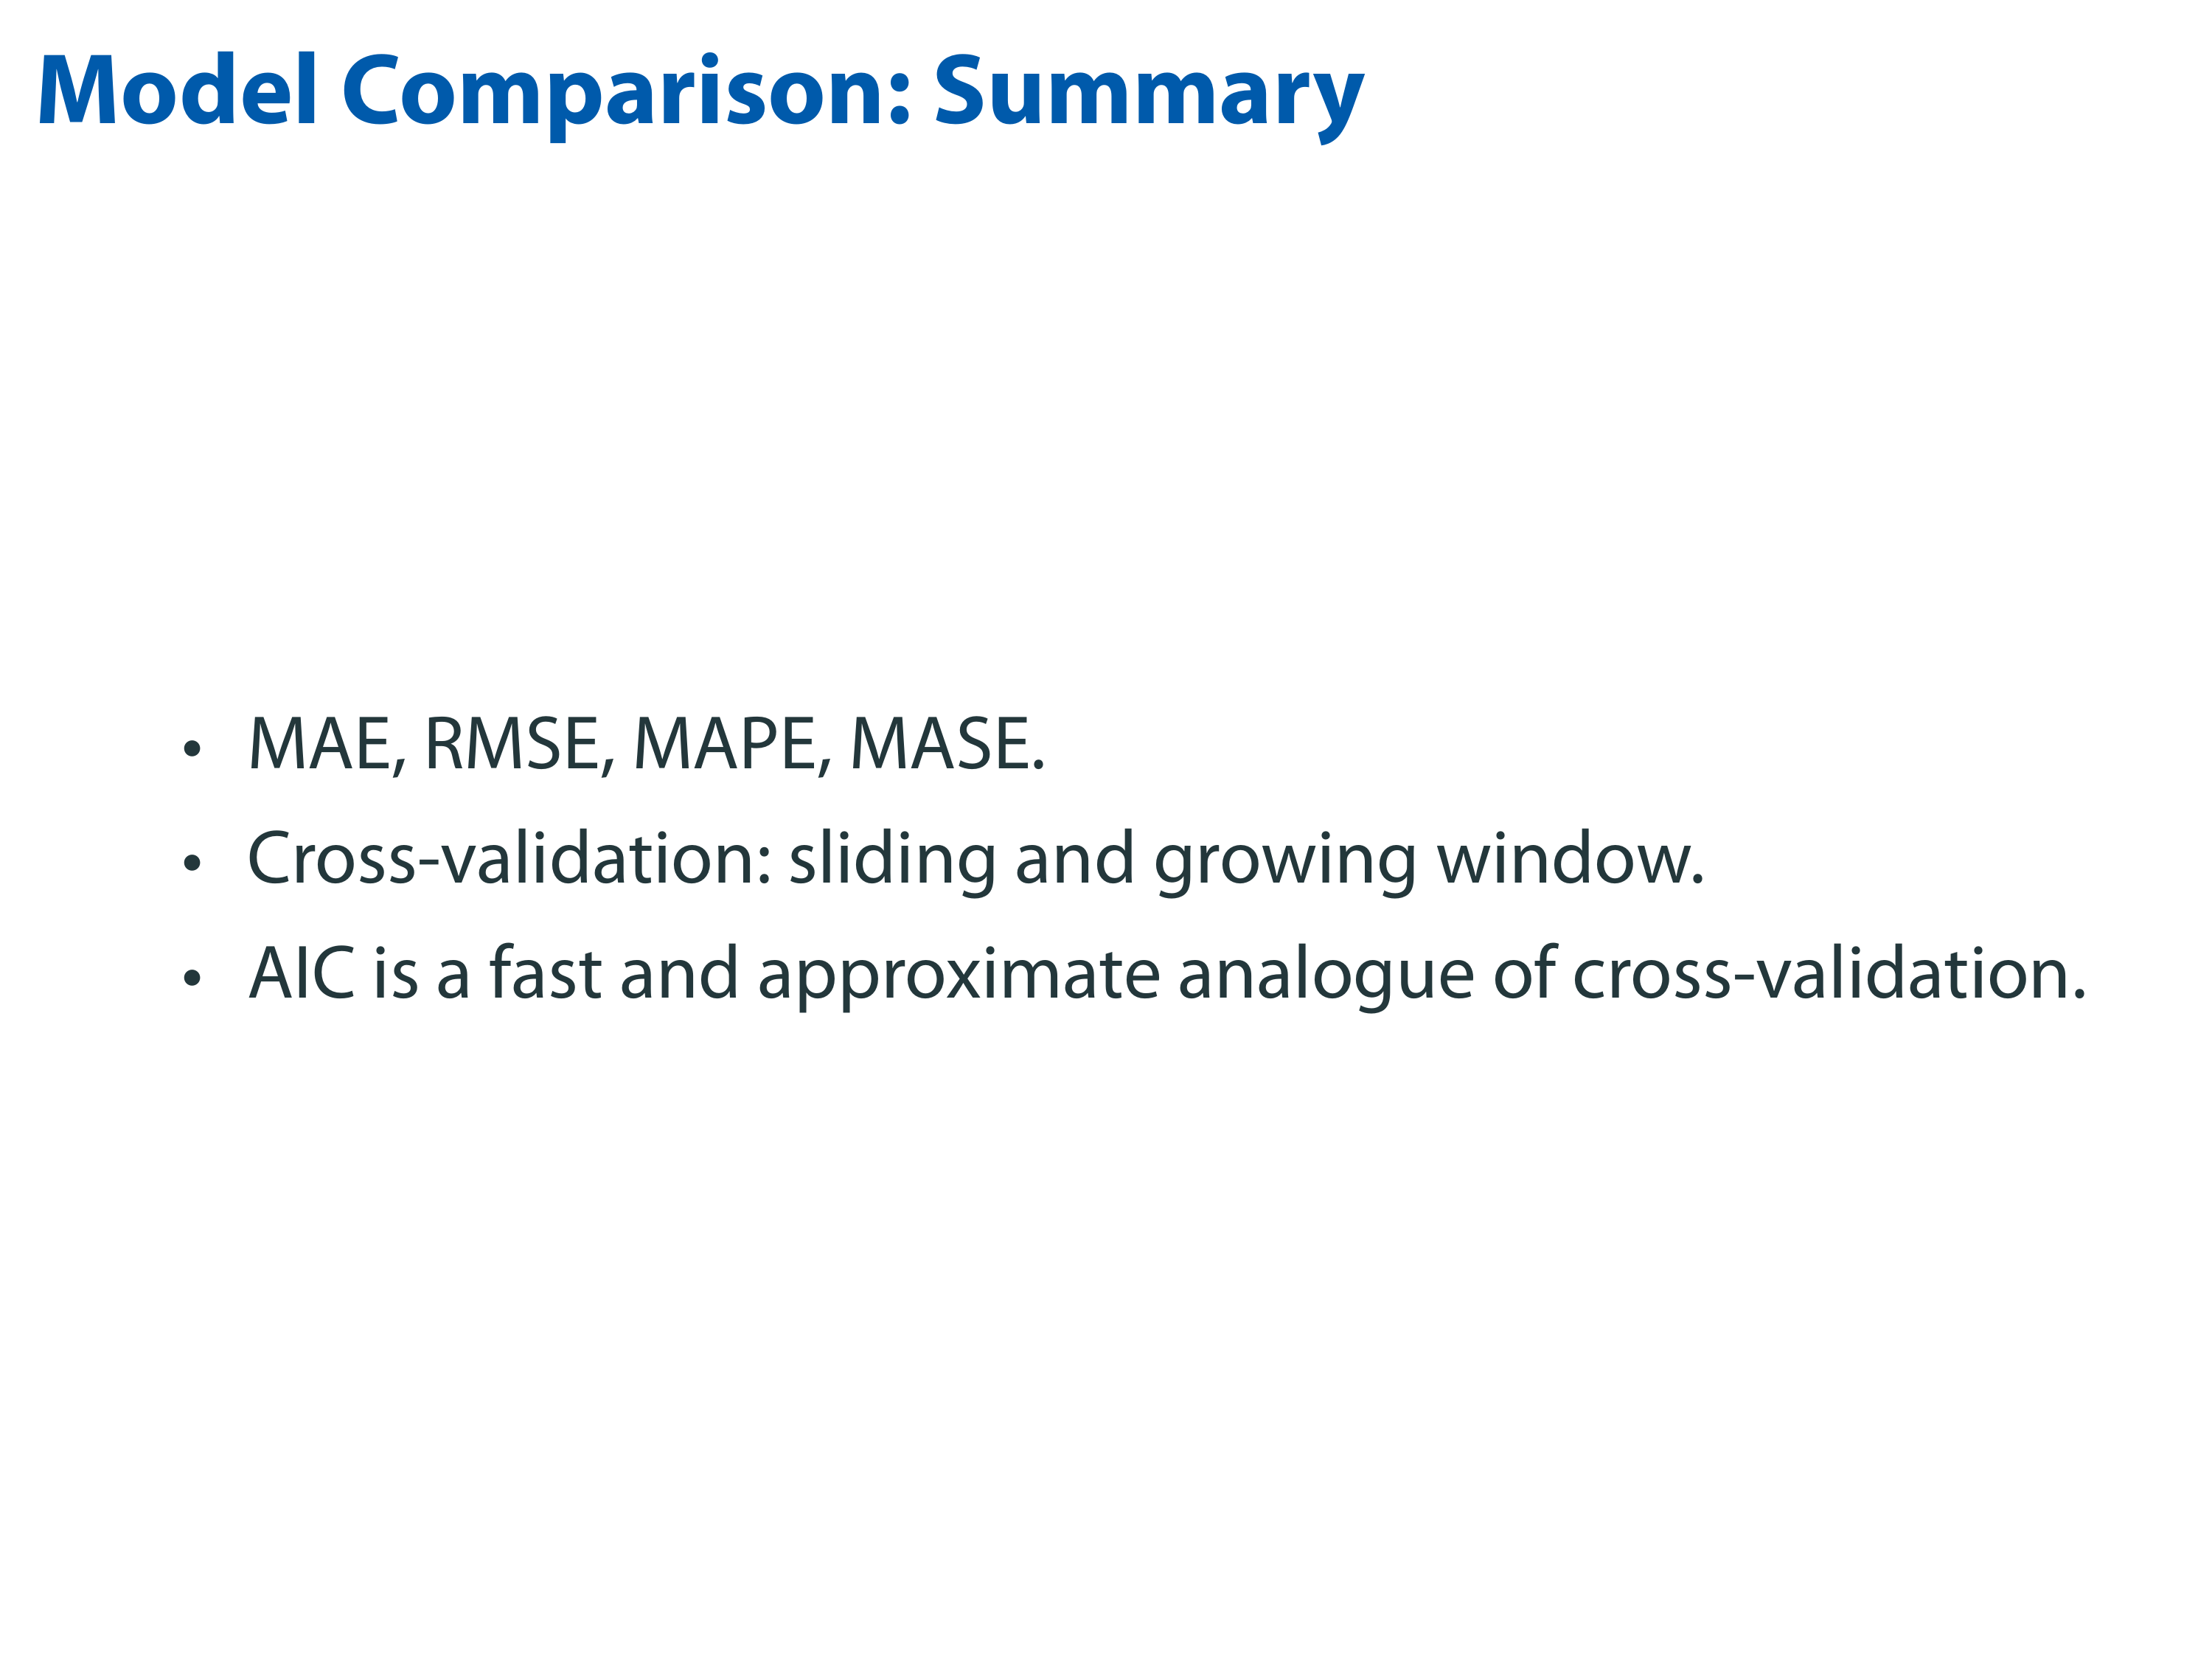 Model Comparison: Summary
• MAE, RMSE, MAPE, MASE.
• Cross-validation: sliding and growing window.
• AIC is a fast and approximate analogue of cross-validation.